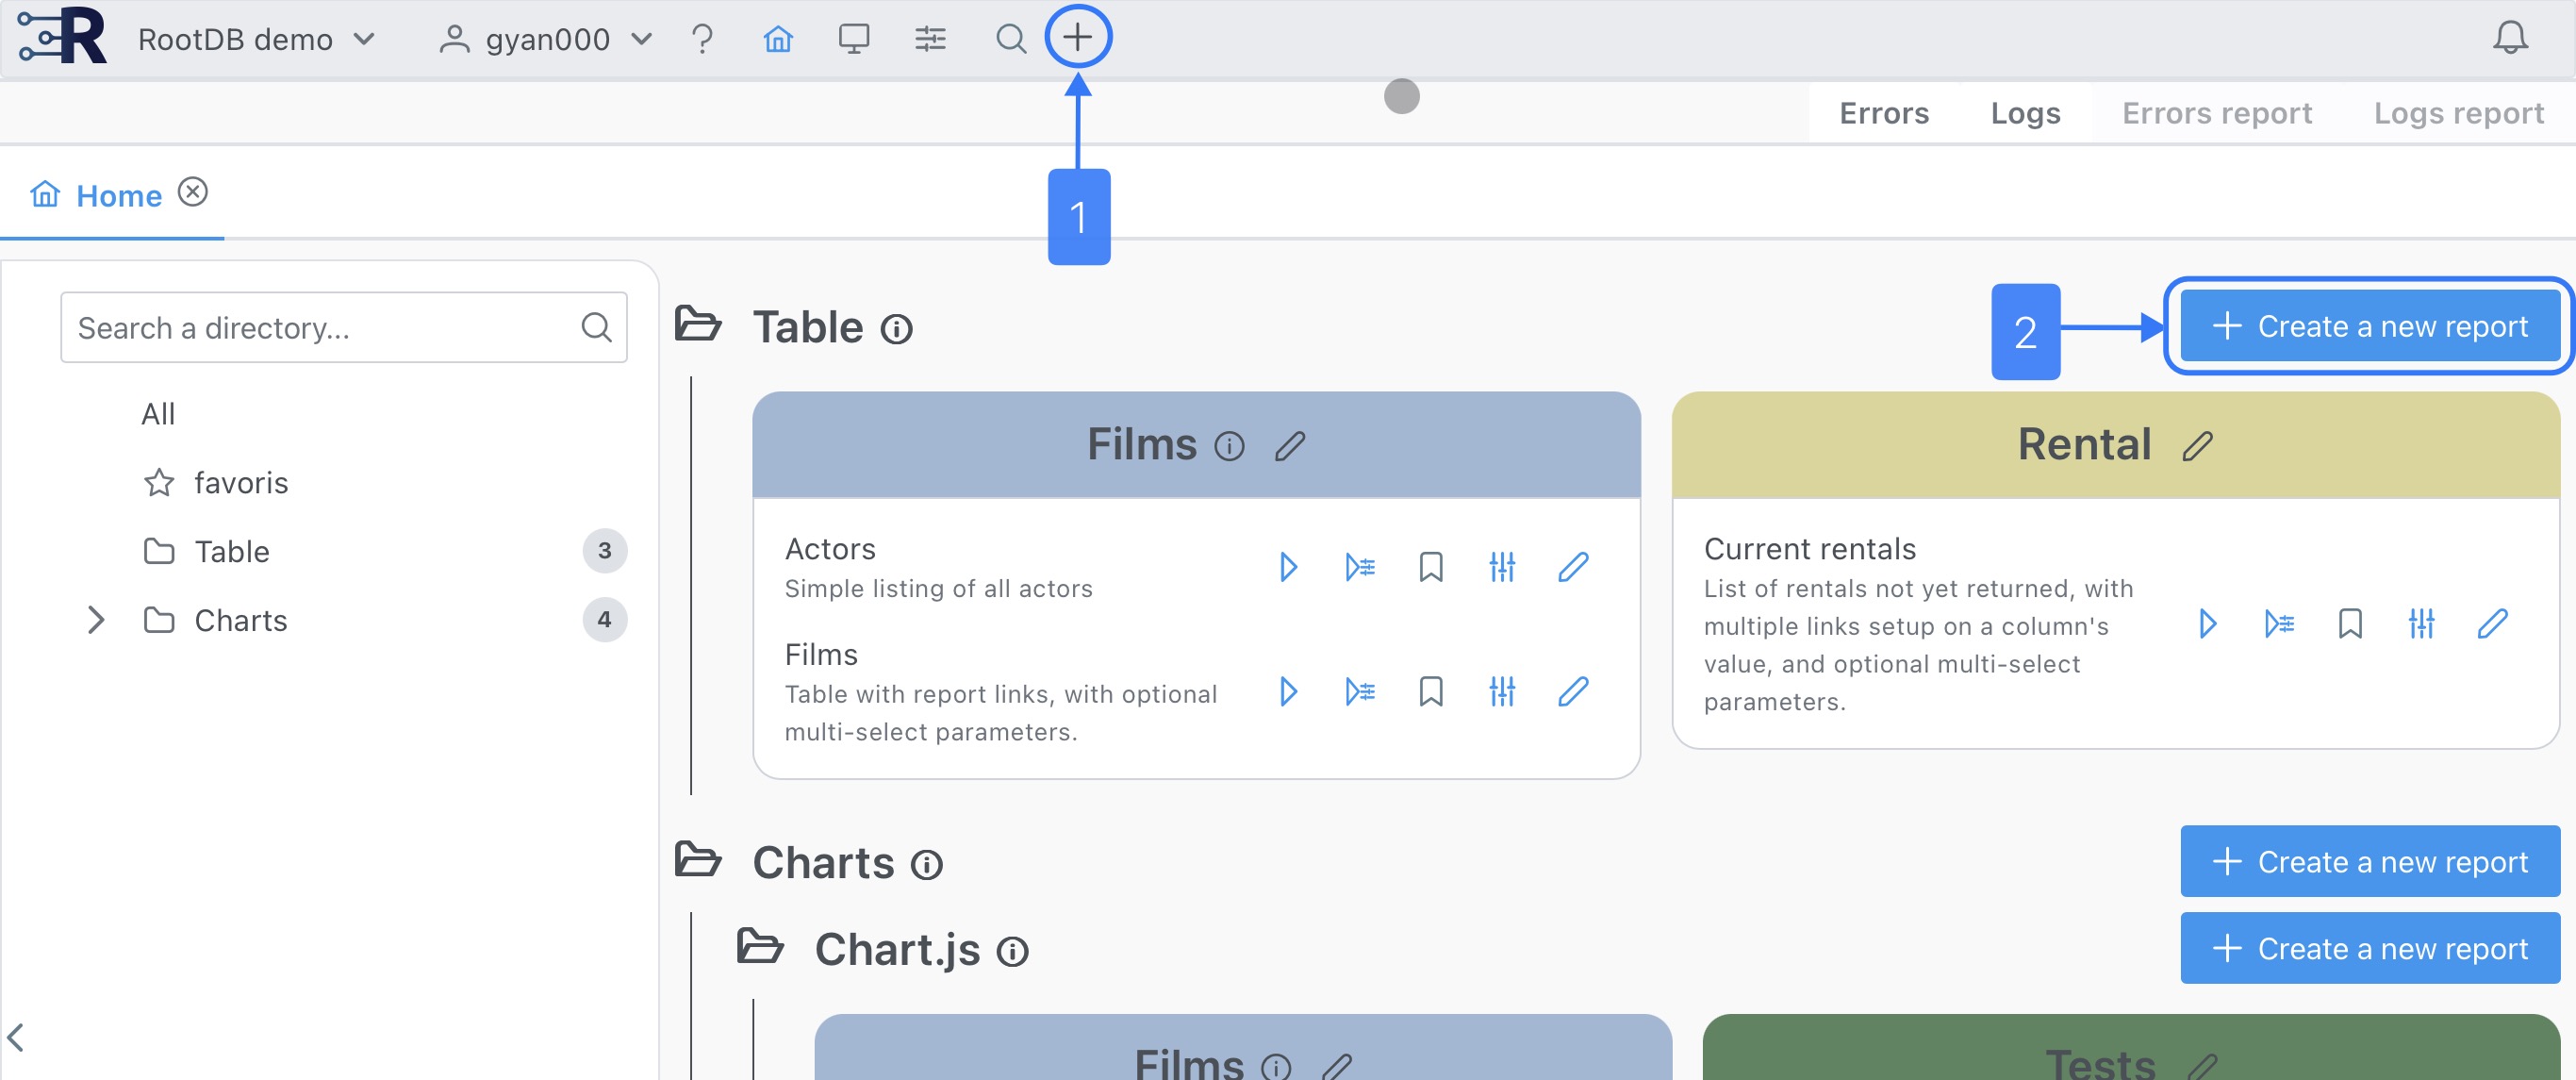 R RootDB demo gyan000
Errors Logs Errors report Logs report
Home
1
Search a directory...
All
favoris
Table 3
Charts 4
Table
2
Create a new report
Films
Actors
Simple listing of all actors
Films
Table with report links, with optional
multi-select parameters.
Rental
Current rentals
List of rentals not yet returned, with
multiple links setup on a column's
value, and optional multi-select
parameters.
Charts
Create a new report
Chart.js
Create a new report
Films
Tests